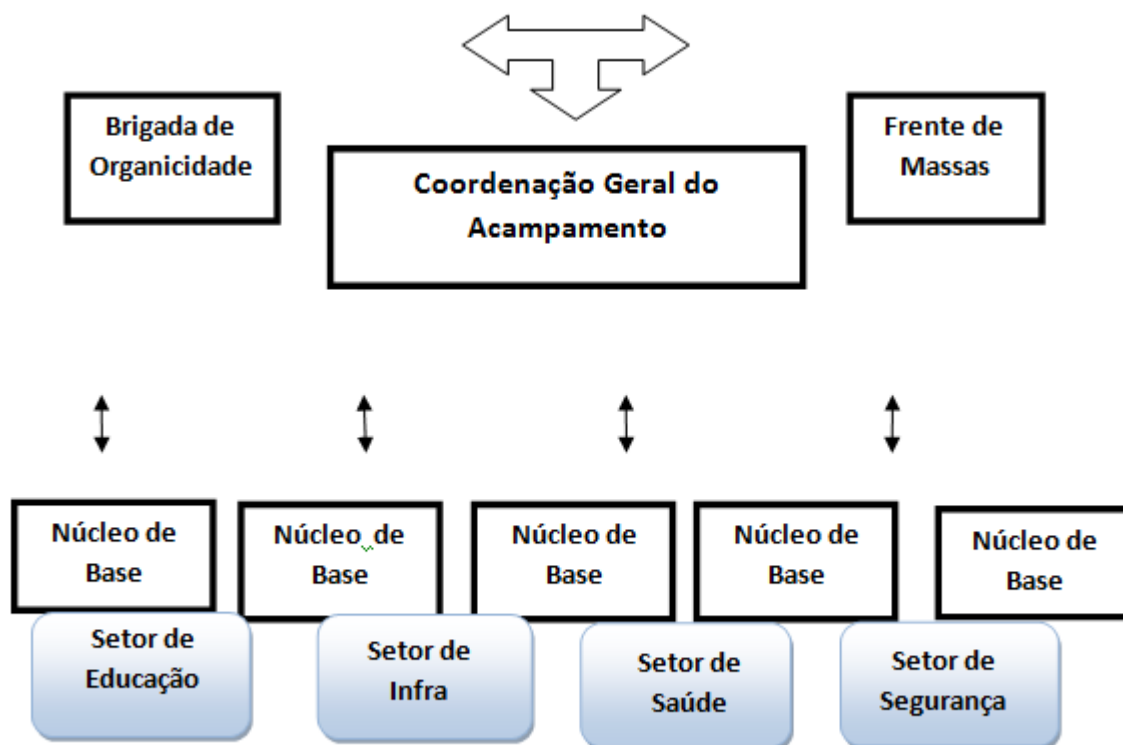 Brigada de
Organicidade
Frente de
Massas
Coordenação Geral do
Acampamento
Núcleo de
Base
Núcleo de
Base
Núcleo de
Base
Núcleo de
Base
Núcleo de
Base
Setor de
Educação
Setor de
Infra
Setor de
Saúde
Setor de
Segurança